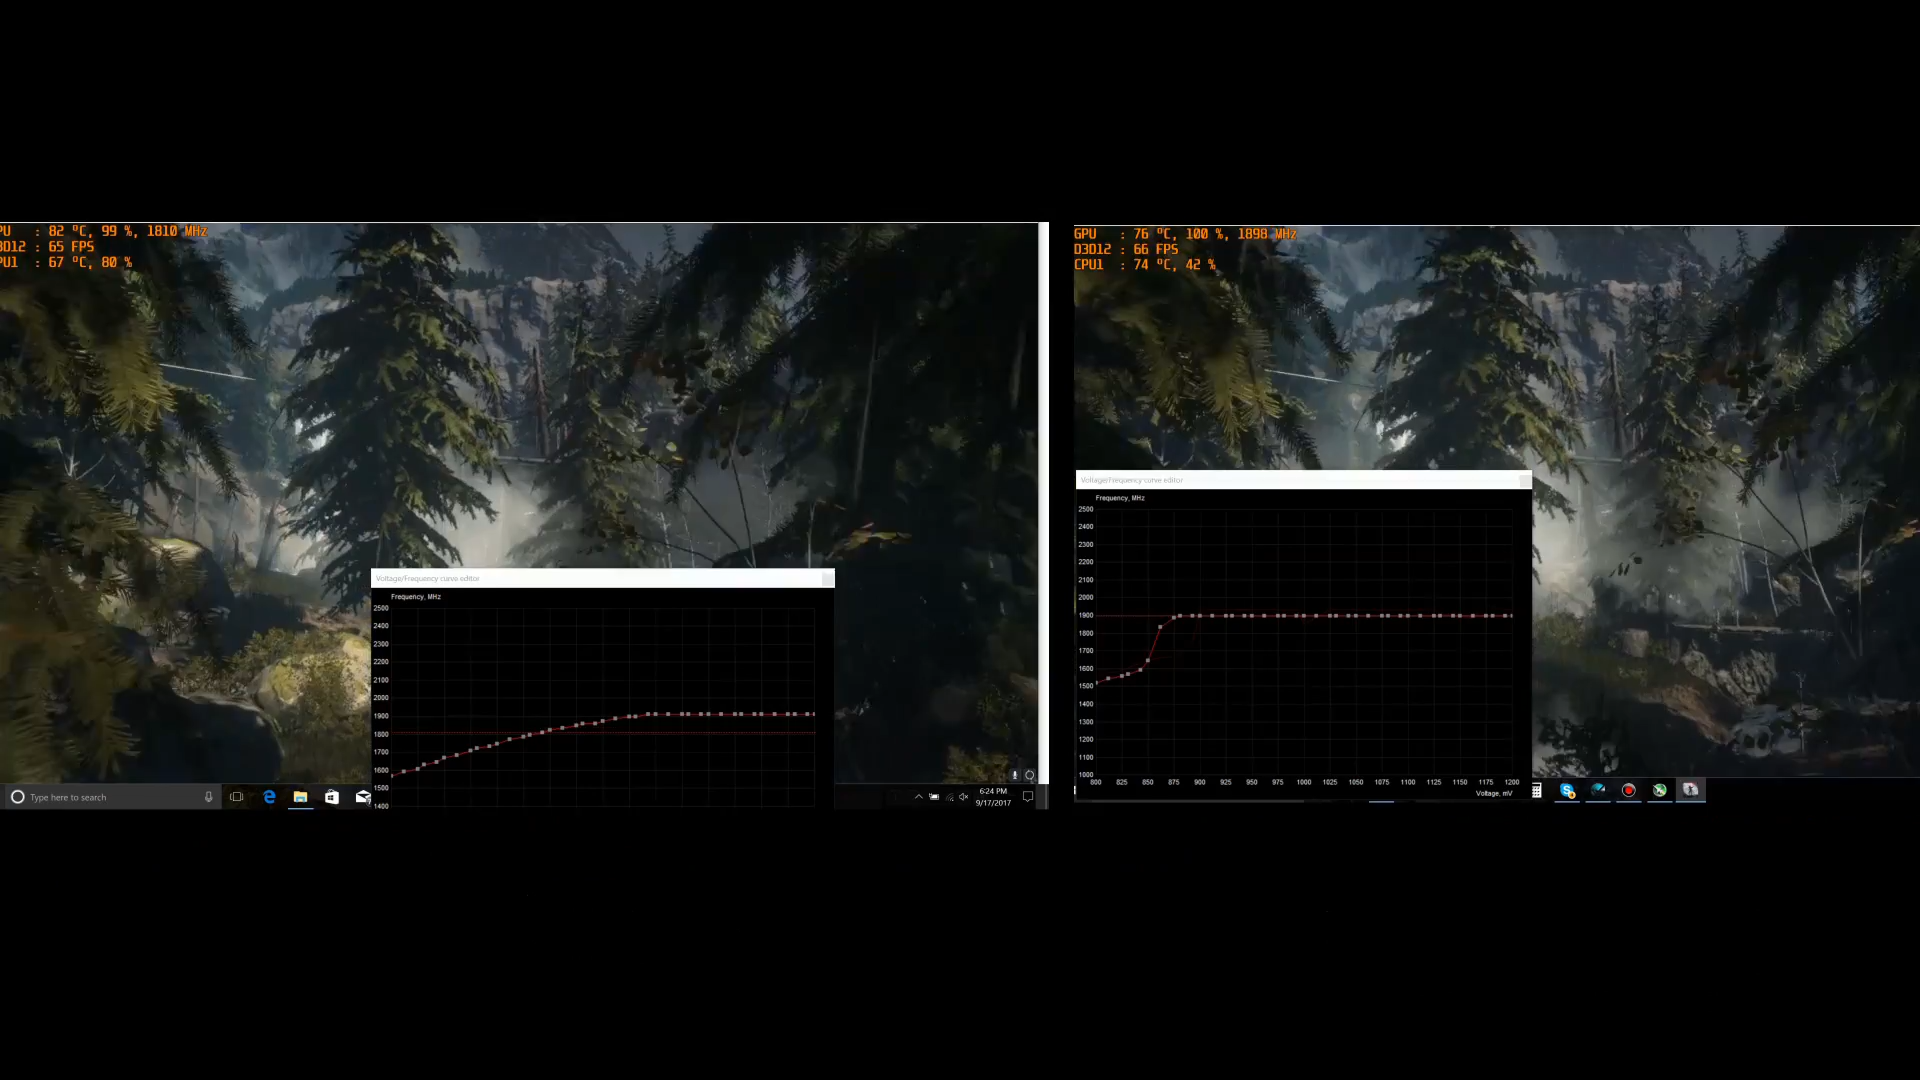 PU : 82 ºC, 99 %, 1810 MHz
3D12 : 65 FPS
PU1 : 67 ºC, 80 %
Voltage/Frequency curve editor
Frequency, MHz
2500
2400
2300
2200
2100
2000
1900
1800
1700
1600
1500
1400
Type here to search
6:24 PM
9/17/2017
GPU : 76 ºC, 100 %, 1898 MHz
D3D12 : 66 FPS
CPU1 : 74 ºC, 42 %
Voltage/Frequency curve editor
Frequency, MHz
2500
2400
2300
2200
2100
2000
1900
1800
1700
1600
1500
1400
1300
1200
1100
1000
800 825 850 875 900 925 950 975 1000 1025 1050 1075 1100 1125 1150 1175 1200
Voltage, mV